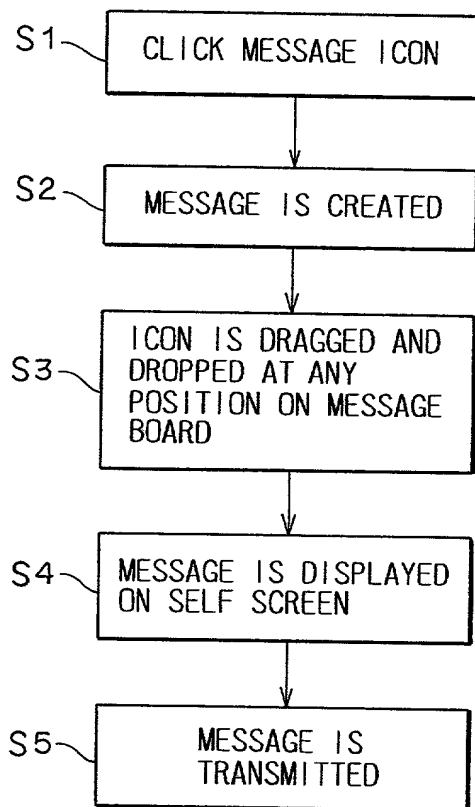 S1
CLICK MESSAGE ICON
S2
MESSAGE IS CREATED
S3
ICON IS DRAGGED AND
DROPPED AT ANY
POSITION ON MESSAGE
BOARD
S4
MESSAGE IS DISPLAYED
ON SELF SCREEN
S5
MESSAGE IS
TRANSMITTED